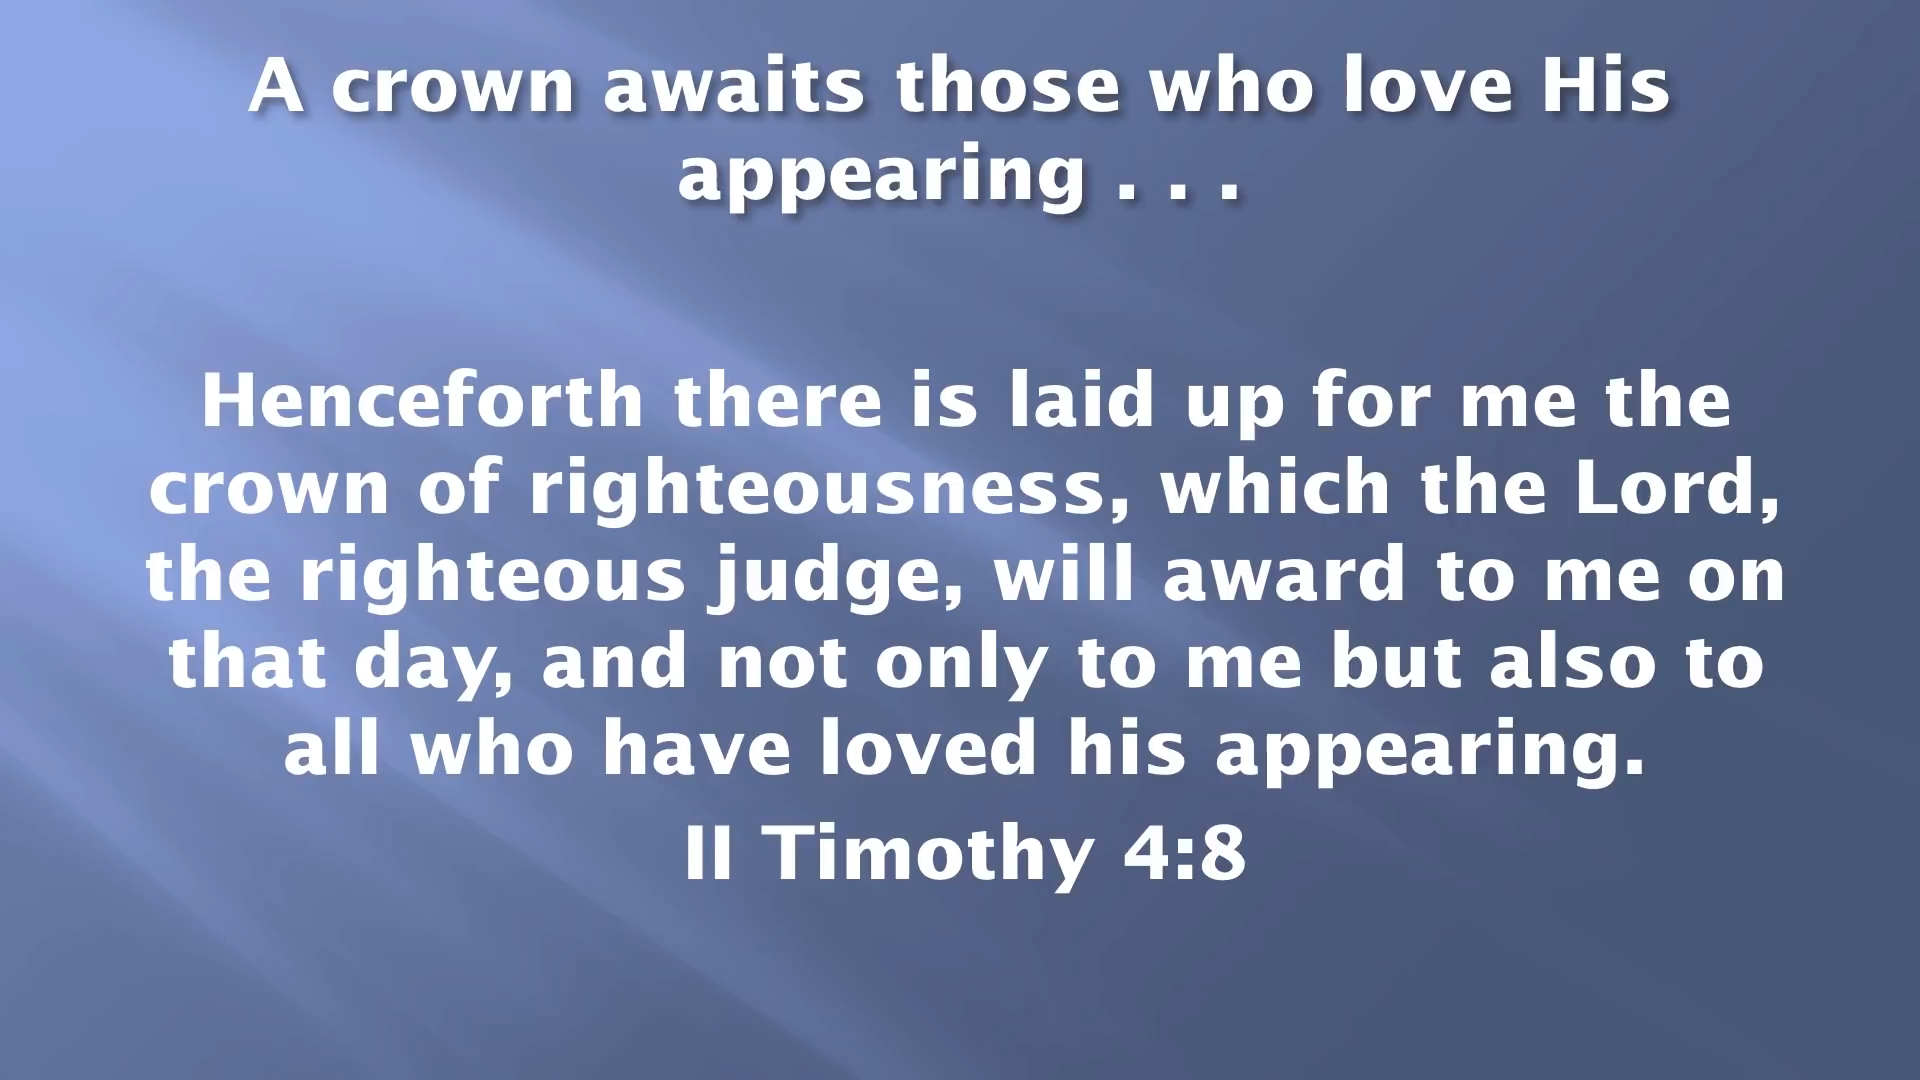 A crown awaits those who love His
appearing . . .
Henceforth there is laid up for me the
crown of righteousness, which the Lord,
the righteous judge, will award to me on
that day, and not only to me but also to
all who have loved his appearing.
II Timothy 4:8